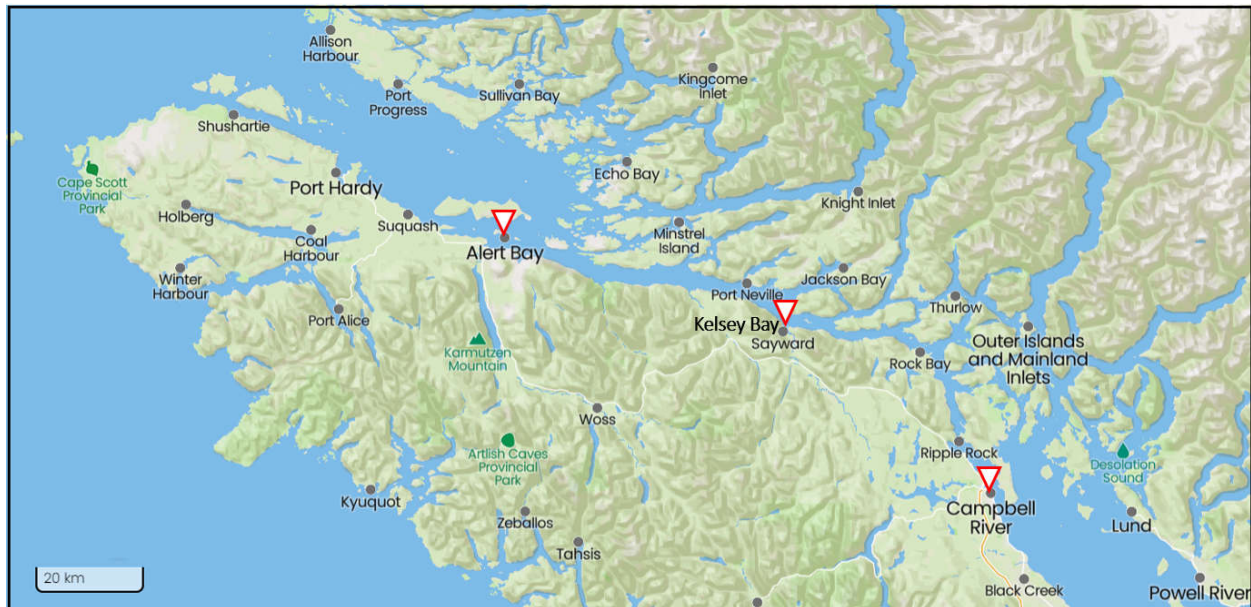 Allison
Harbour
Kingcome
Inlet
Port
Progress
Sullivan Bay
Shushartie
Echo Bay
Cape Scott
Provincial
Park
Port Hardy
Holberg
Suquash
Knight Inlet
Minstrel
Island
Coal
Harbour
Alert Bay
Winter
Harbour
Jackson Bay
Port Neville
Thurlow
Port Alice
Kelsey Bay
Sayward
Outer Islands
and Mainland
Inlets
Karmutzen
Mountain
Rock Bay
Woss
Artlish Caves
Provincial
Park
Ripple Rock
Desolation
Sound
Kyuquot
Campbell
River
Zeballos
Lund
Tahsis
20 km
Black Creek
Powell River